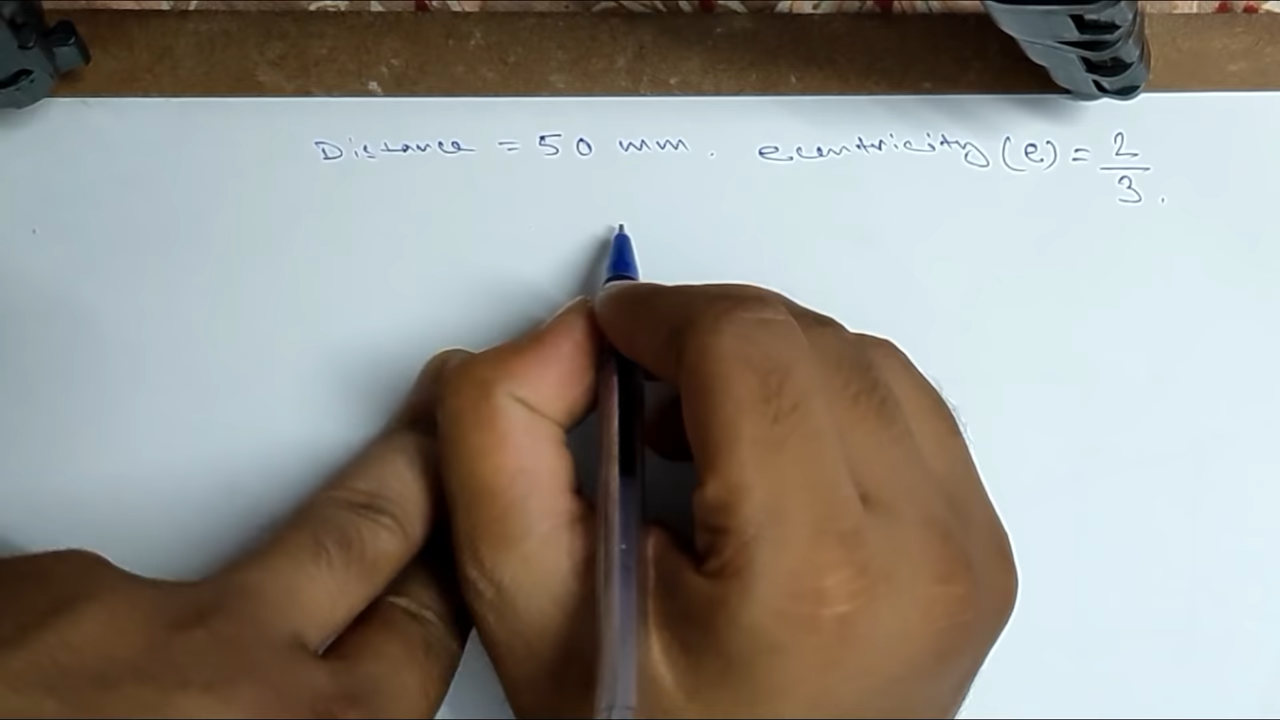 Distance = 50 mm. eccentricity (e) = 2/3.